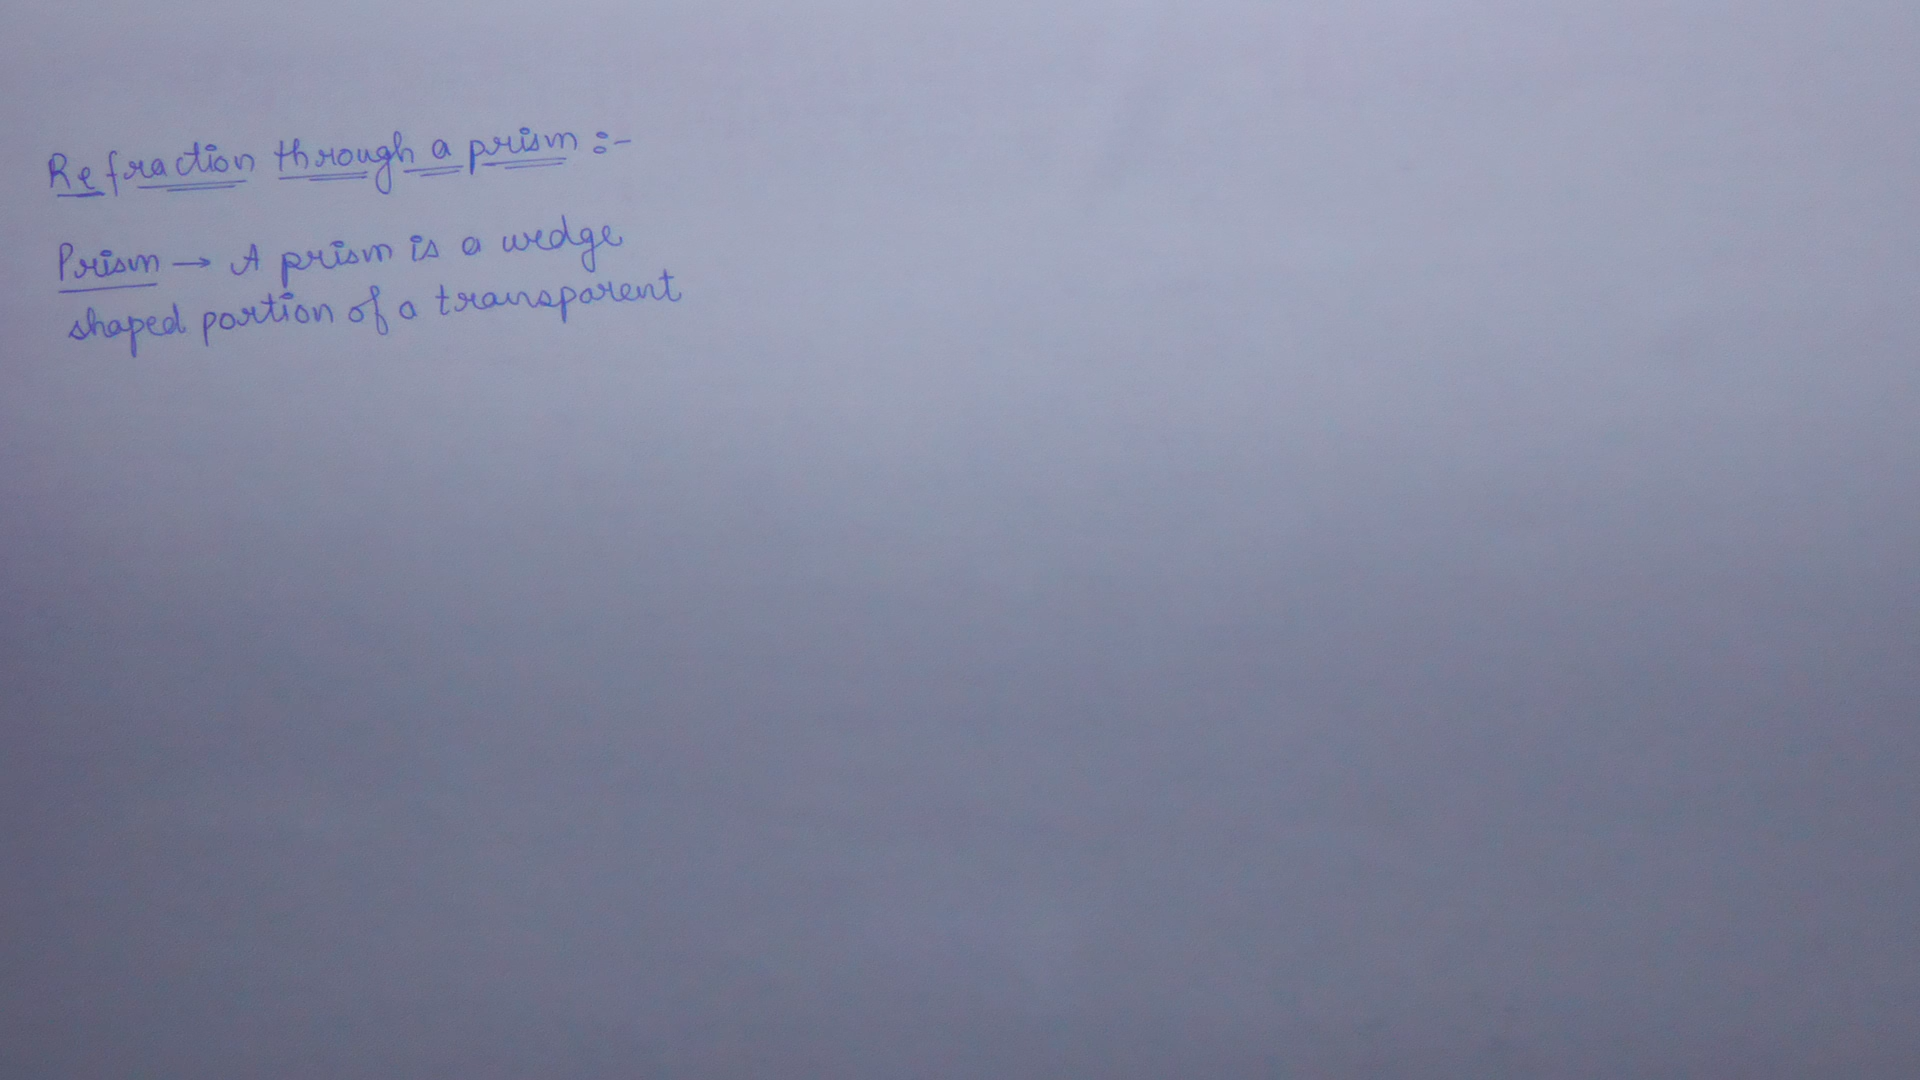 Refraction through a prism :-
Prism → A prism is a wedge
shaped portion of a transparent